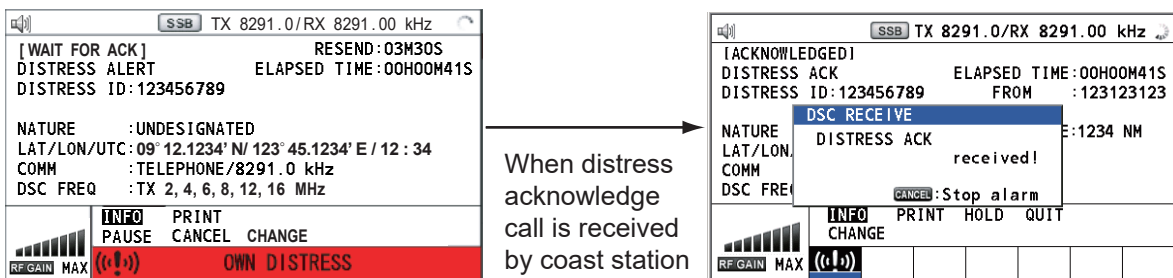 SSB TX 8291.0/RX 8291.00 kHz
[WAIT FOR ACK] RESEND:03M30S
DISTRESS ALERT ELAPSED TIME:00H00M41S
DISTRESS ID:123456789
NATURE :UNDESIGNATED
LAT/LON/UTC:09°12.1234' N/ 123°45.1234' E / 12 : 34
COMM :TELEPHONE/8291.0 kHz
DSC FREQ :TX 2, 4, 6, 8, 12, 16 MHz
INFO PRINT
PAUSE CANCEL CHANGE
RF GAIN MAX OWN DISTRESS
When distress
acknowledge
call is received
by coast station
SSB TX 8291.0/RX 8291.00 kHz
[ACKNOWLEDGED]
DISTRESS ACK ELAPSED TIME:00H00M41S
DISTRESS ID:123456789 FROM :123123123
DSC RECEIVE
NATURE DISTRESS ACK E:1234 NM
LAT/LON. received!
COMM
DSC FRE CANCEL:Stop alarm
INFO PRINT HOLD QUIT
CHANGE
RF GAIN MAX